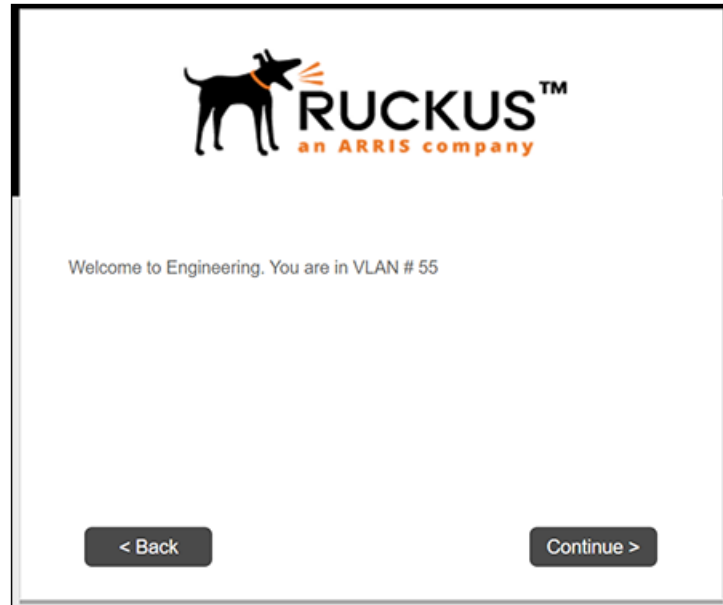 RUCKUS™
an ARRIS company
Welcome to Engineering. You are in VLAN # 55
< Back
Continue >